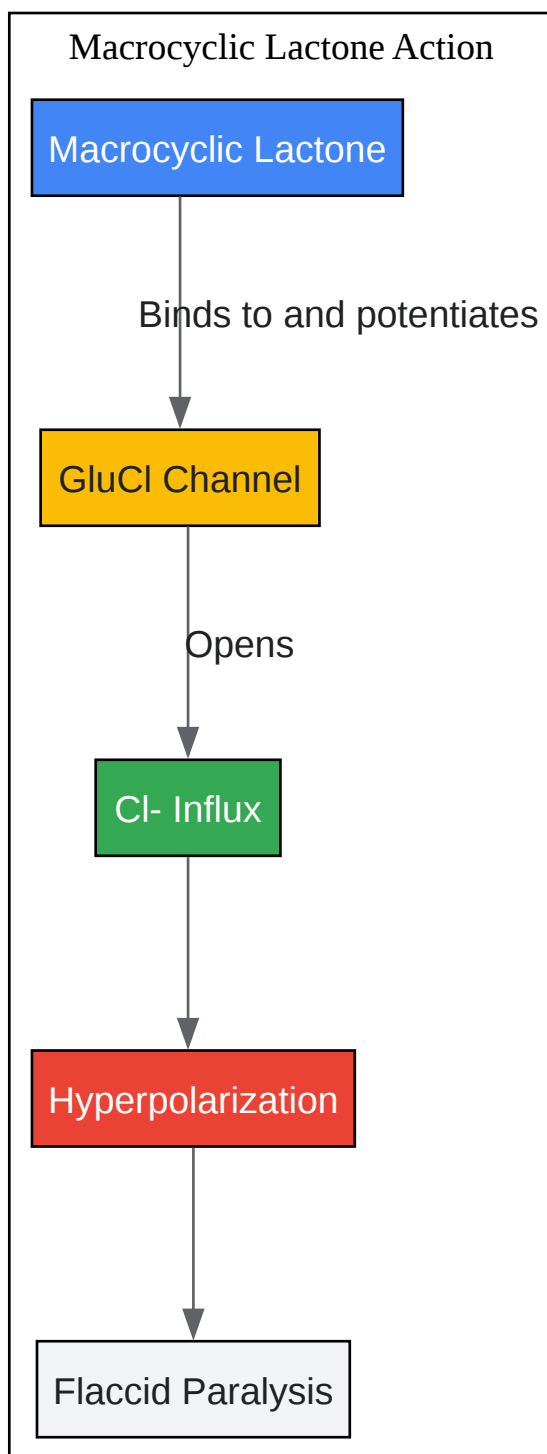 Macrocyclic Lactone Action
Macrocyclic Lactone
Binds to and potentiates
GluCl Channel
Opens
Cl- Influx
Hyperpolarization
Flaccid Paralysis